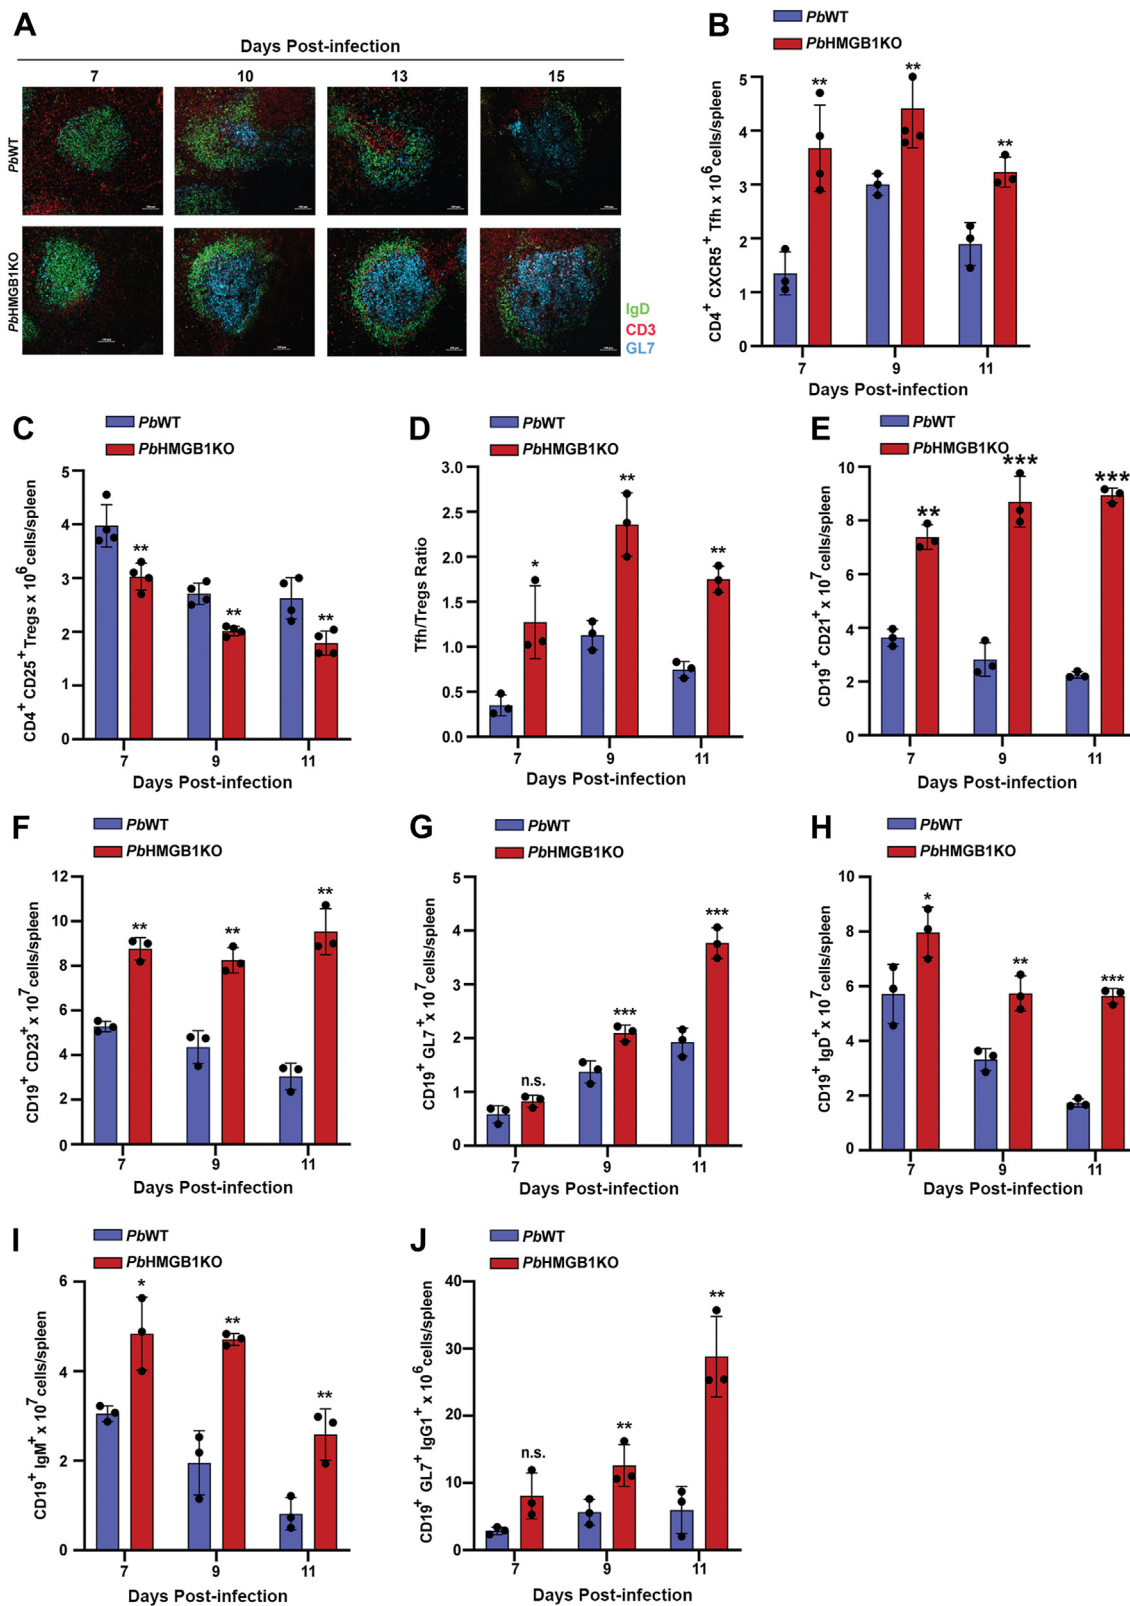 A
Days Post-infection
7 10 13 15
PbWT
PbHMGB1KO
IgD
CD3
GL7
B
PbWT
PbHMGB1KO
CD4+ CXCR5+ Tfh x 10^6 cells/spleen
5
4
3
2
1
0
** ** **
7 9 11
Days Post-infection
C
PbWT
PbHMGB1KO
CD4+ CD25+ Tregs x 10^6 cells/spleen
5
4
3
2
1
0
** ** **
7 9 11
Days Post-infection
D
PbWT
PbHMGB1KO
Tfh/Tregs Ratio
3.0
2.5
2.0
1.5
1.0
0.5
0.0
* ** **
7 9 11
Days Post-infection
E
PbWT
PbHMGB1KO
CD19+ CD21+ x 10^7 cells/spleen
10
8
6
4
2
0
** *** ***
7 9 11
Days Post-infection
F
PbWT
PbHMGB1KO
CD19+ CD23+ x 10^7 cells/spleen
12
10
8
6
4
2
0
** ** **
7 9 11
Days Post-infection
G
PbWT
PbHMGB1KO
CD19+ GL7+ x 10^7 cells/spleen
5
4
3
2
1
0
n.s. *** ***
7 9 11
Days Post-infection
H
PbWT
PbHMGB1KO
CD19+ IgD+ x 10^7 cells/spleen
10
8
6
4
2
0
* ** ***
7 9 11
Days Post-infection
I
PbWT
PbHMGB1KO
CD19+ IgM+ x 10^7 cells/spleen
6
4
2
0
* ** **
7 9 11
Days Post-infection
J
PbWT
PbHMGB1KO
CD19+ GL7+ IgG1+ x 10^6 cells/spleen
40
30
20
10
0
n.s. ** **
7 9 11
Days Post-infection